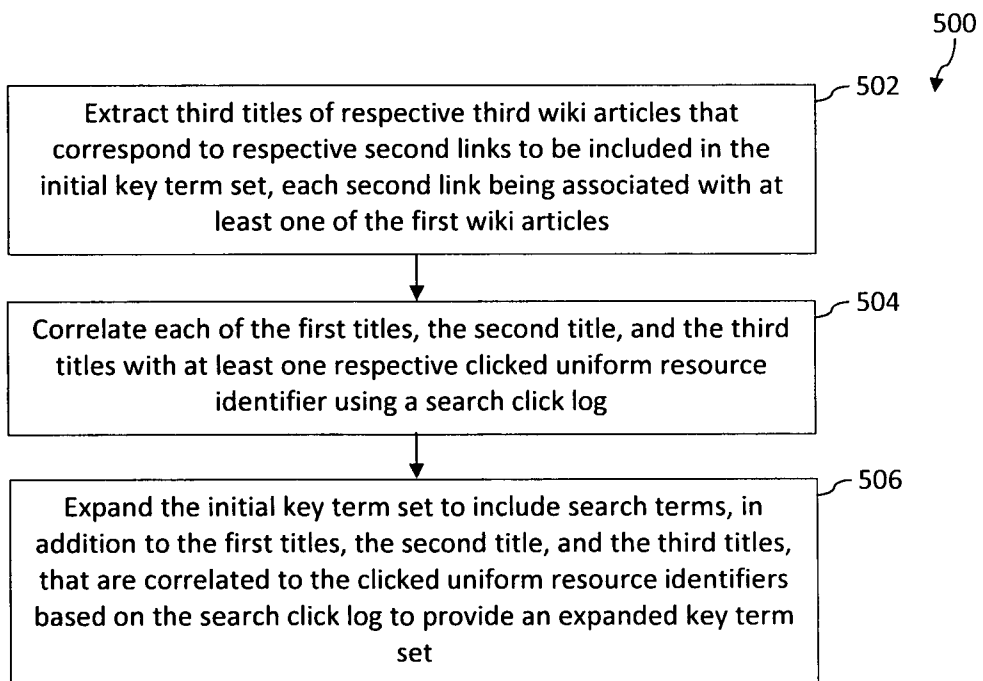 500
502
Extract third titles of respective third wiki articles that
correspond to respective second links to be included in the
initial key term set, each second link being associated with at
least one of the first wiki articles
504
Correlate each of the first titles, the second title, and the third
titles with at least one respective clicked uniform resource
identifier using a search click log
506
Expand the initial key term set to include search terms, in
addition to the first titles, the second title, and the third titles,
that are correlated to the clicked uniform resource identifiers
based on the search click log to provide an expanded key term
set